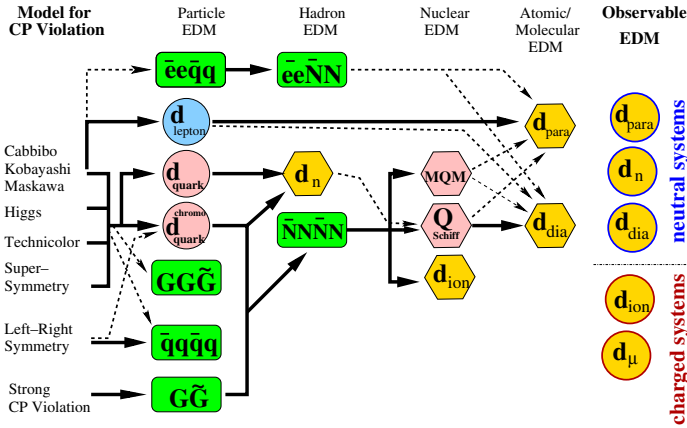 Model for
CP Violation
Particle
EDM
Hadron
EDM
Nuclear
EDM
Atomic/
Molecular
EDM
Observable
EDM
ēeq̄q
ēeN̄N
d lepton
d para
d para
Cabbibo
Kobayashi
Maskawa
d quark
d n
MQM
d n
Higgs
Technicolor
chromo
d quark
N̄NN̄N
Q Schiff
d dia
d dia
neutral systems
Super–
Symmetry
GGG̃
d ion
d ion
Left–Right
Symmetry
q̄qq̄q
d μ
charged systems
Strong
CP Violation
GG̃